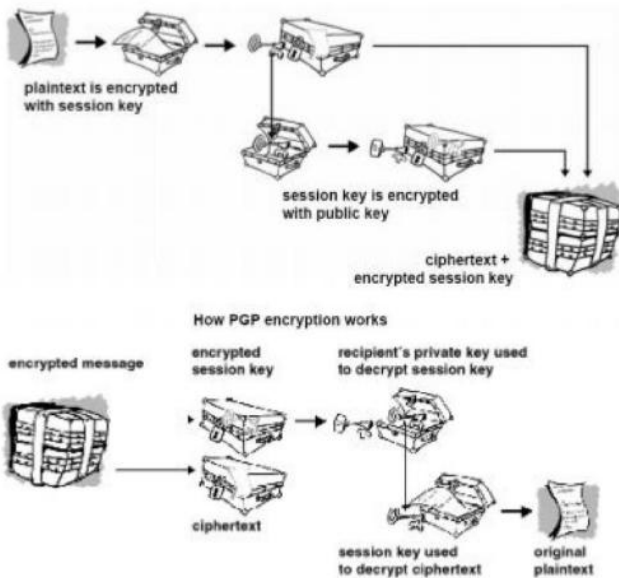 plaintext is encrypted
with session key
session key is encrypted
with public key
ciphertext +
encrypted session key
How PGP encryption works
encrypted message
encrypted
session key
recipient's private key used
to decrypt session key
ciphertext
session key used
to decrypt ciphertext
original
plaintext